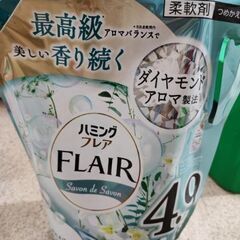 柔軟剤
つめかえ
最高級
アロマバランスで
美しい香り続く
ダイヤモンド
アロマ製法
ハミング
フレア
FLAIR
Savon de Savon
4.0